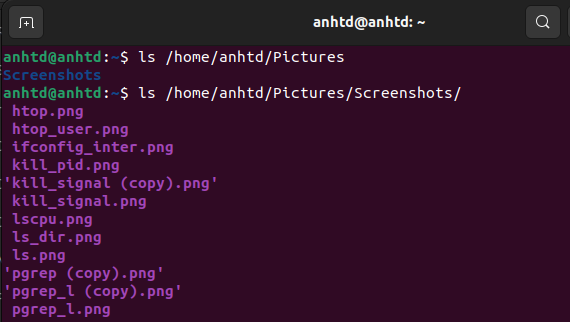 anhtd@anhtd: ~
anhtd@anhtd:~$ ls /home/anhtd/Pictures
Screenshots
anhtd@anhtd:~$ ls /home/anhtd/Pictures/Screenshots/
htop.png
htop_user.png
ifconfig_inter.png
kill_pid.png
'kill_signal (copy).png'
kill_signal.png
lscpu.png
ls_dir.png
ls.png
'pgrep (copy).png'
'pgrep_l (copy).png'
pgrep_l.png